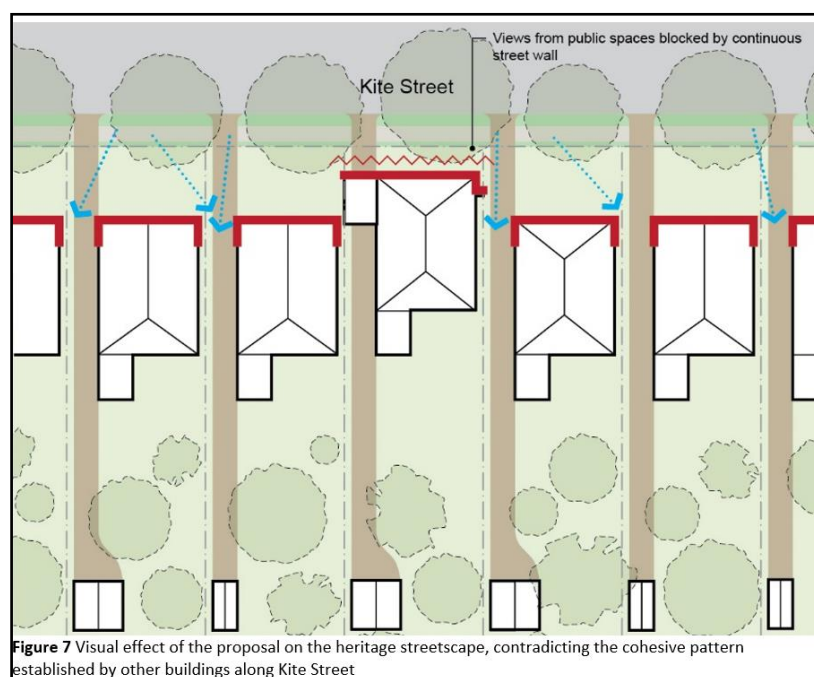 Views from public spaces blocked by continuous
street wall
Kite Street
Figure 7 Visual effect of the proposal on the heritage streetscape, contradicting the cohesive pattern
established by other buildings along Kite Street